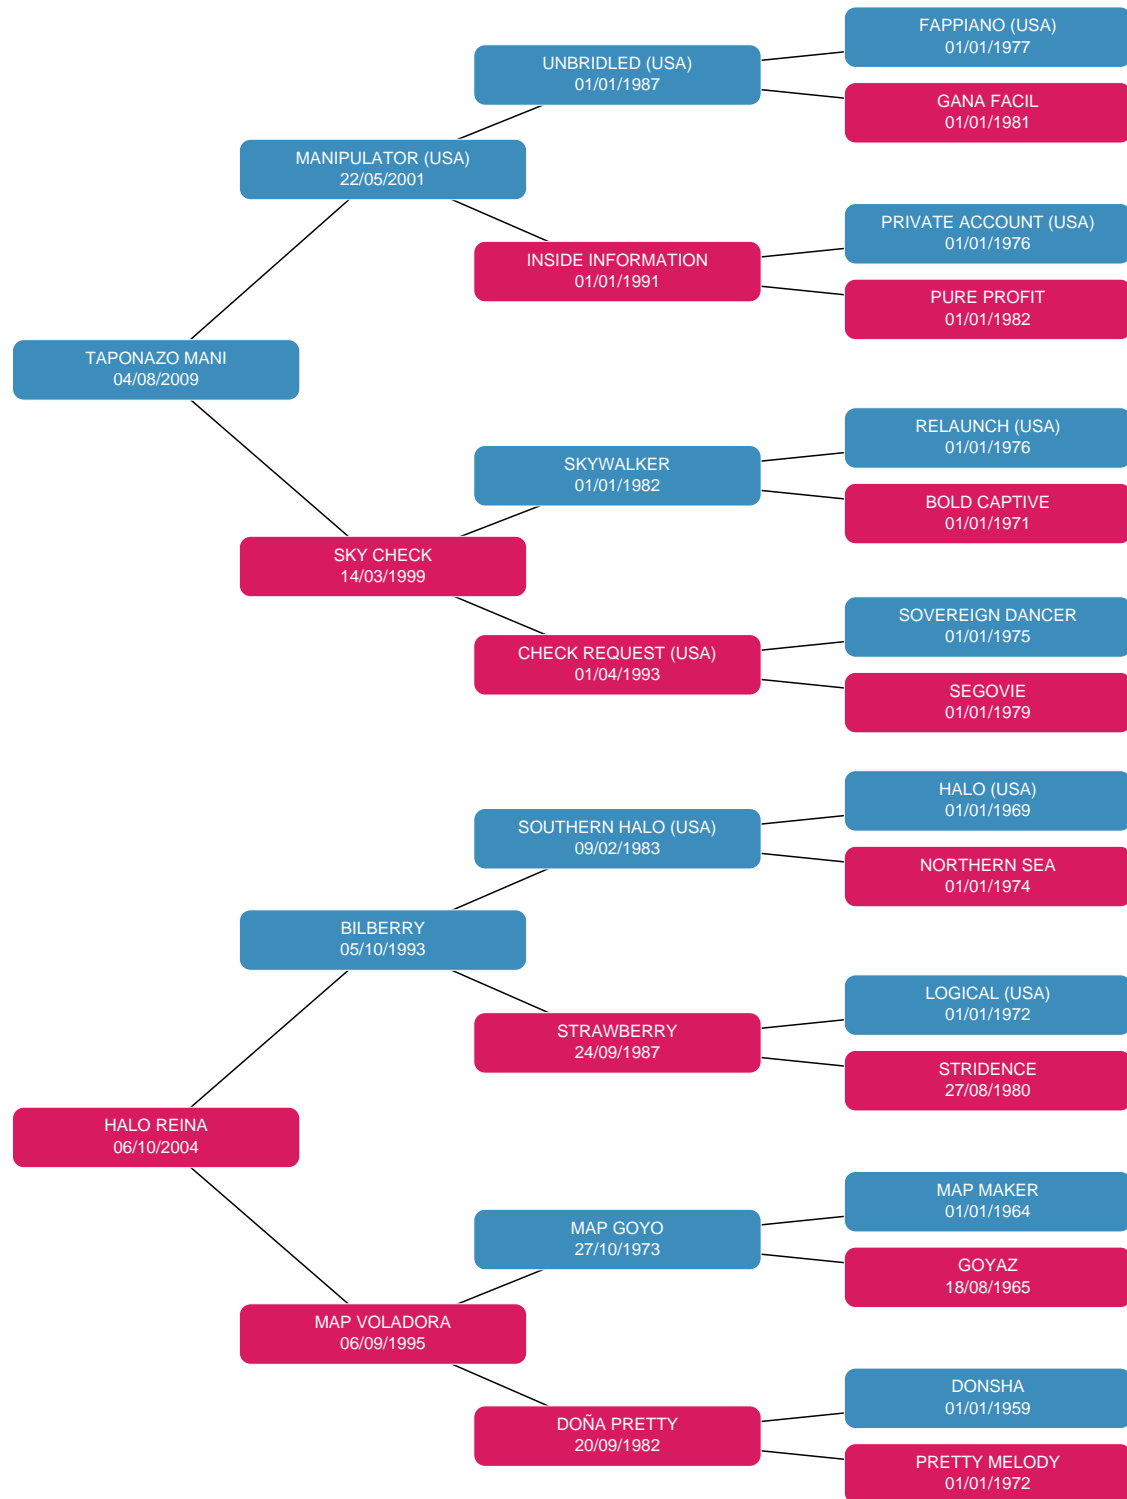 FAPPIANO (USA)
01/01/1977
UNBRIDLED (USA)
01/01/1987
GANA FACIL
01/01/1981
MANIPULATOR (USA)
22/05/2001
PRIVATE ACCOUNT (USA)
01/01/1976
INSIDE INFORMATION
01/01/1991
PURE PROFIT
01/01/1982
TAPONAZO MANI
04/08/2009
RELAUNCH (USA)
01/01/1976
SKYWALKER
01/01/1982
BOLD CAPTIVE
01/01/1971
SKY CHECK
14/03/1999
SOVEREIGN DANCER
01/01/1975
CHECK REQUEST (USA)
01/04/1993
SEGOVIE
01/01/1979
HALO (USA)
01/01/1969
SOUTHERN HALO (USA)
09/02/1983
NORTHERN SEA
01/01/1974
BILBERRY
05/10/1993
LOGICAL (USA)
01/01/1972
STRAWBERRY
24/09/1987
STRIDENCE
27/08/1980
HALO REINA
06/10/2004
MAP MAKER
01/01/1964
MAP GOYO
27/10/1973
GOYAZ
18/08/1965
MAP VOLADORA
06/09/1995
DONSHA
01/01/1959
DOÑA PRETTY
20/09/1982
PRETTY MELODY
01/01/1972